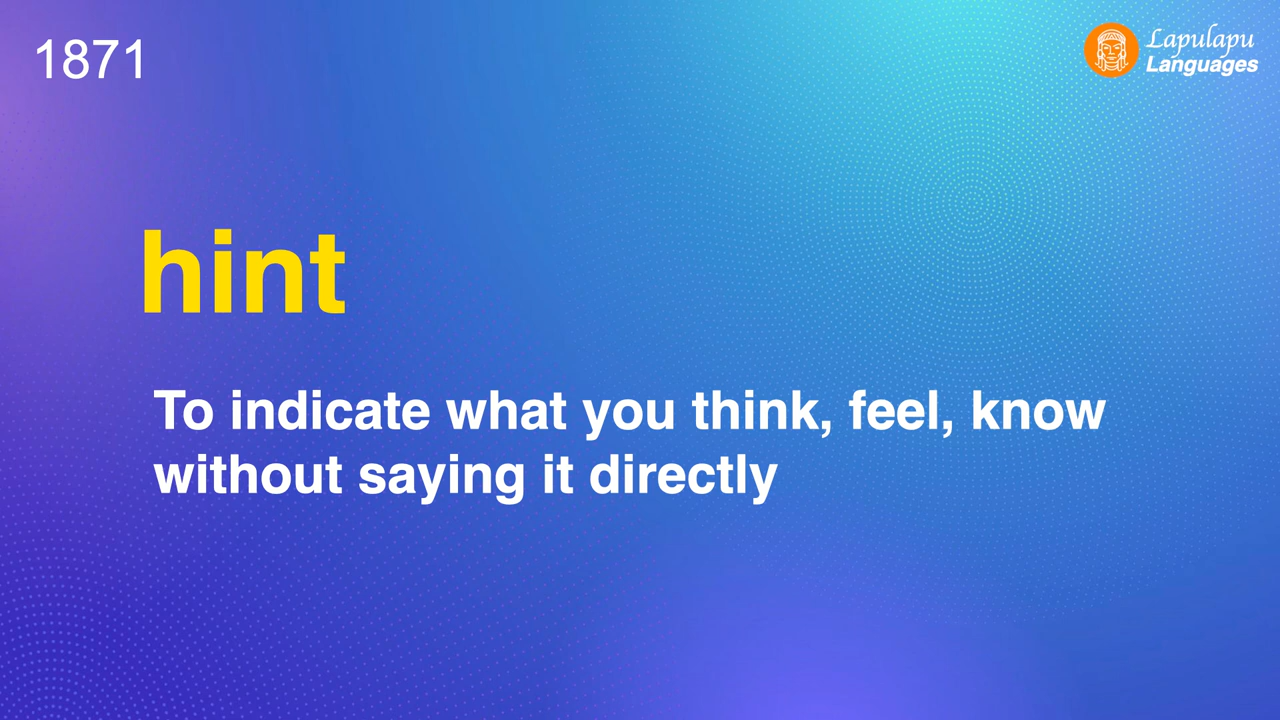 1871
Lapulapu
Languages
hint
To indicate what you think, feel, know
without saying it directly